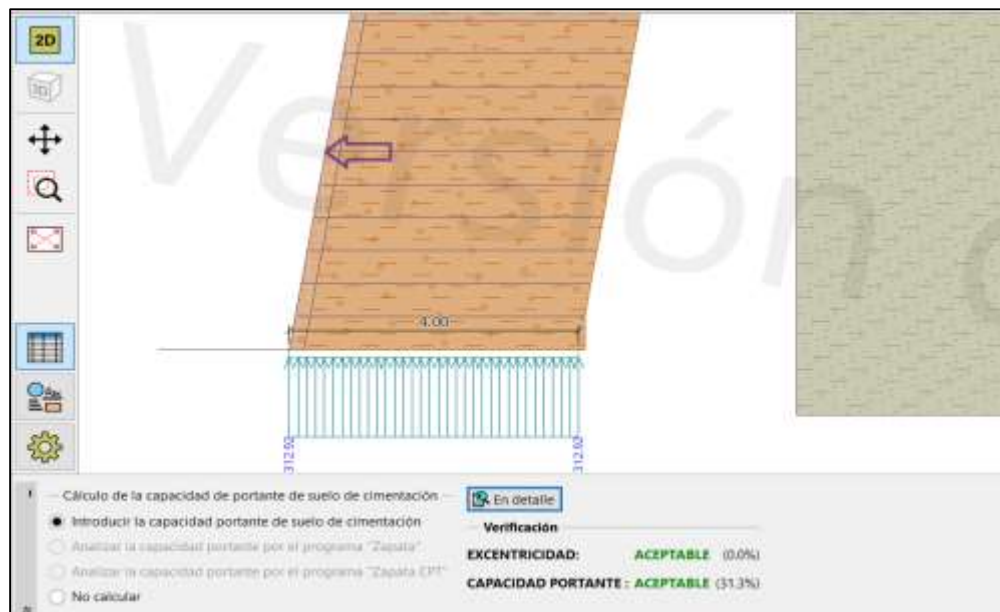 2D
3D
Versión d
4.00
312.92
312.92
Cálculo de la capacidad de portante de suelo de cimentación
Introducir la capacidad portante de suelo de cimentación
Analizar la capacidad portante por el programa "Zapata"
Analizar la capacidad portante por el programa "Zapata CPT"
No calcular
En detalle
Verificación
EXCENTRICIDAD: ACEPTABLE (0.0%)
CAPACIDAD PORTANTE : ACEPTABLE (31.3%)